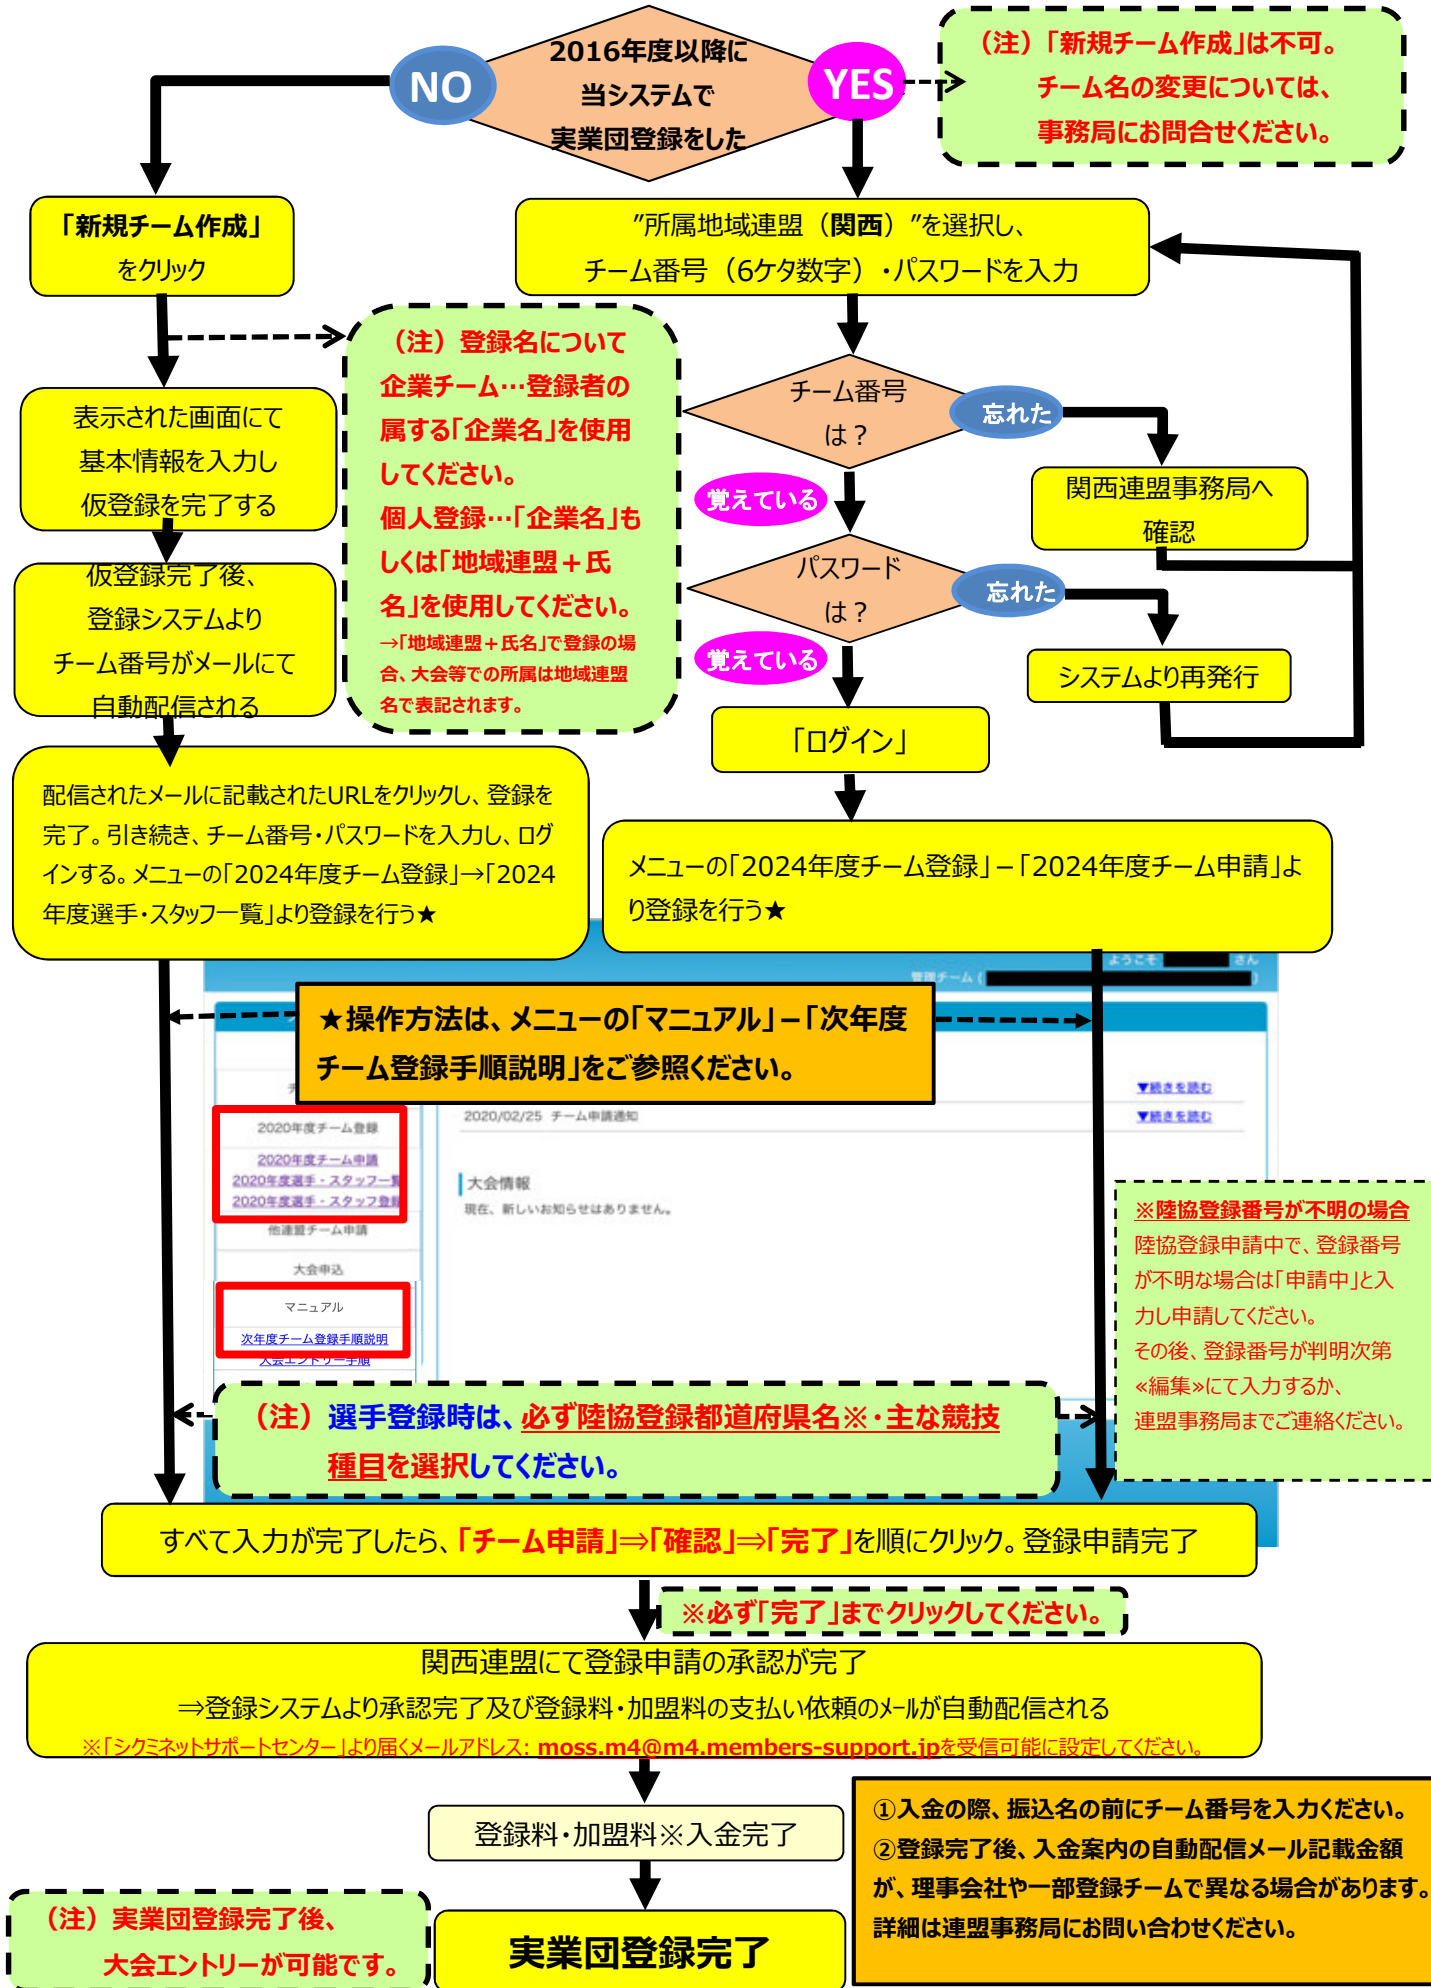 2016年度以降に
当システムで
実業団登録をした
NO
YES
（注）「新規チーム作成」は不可。
チーム名の変更については、
事務局にお問合せください。
「新規チーム作成」
をクリック
”所属地域連盟（関西）”を選択し、
チーム番号（6ケタ数字）・パスワードを入力
（注）登録名について
企業チーム…登録者の
属する「企業名」を使用
してください。
個人登録…「企業名」も
しくは「地域連盟＋氏
名」を使用してください。
→「地域連盟＋氏名」で登録の場
合、大会等での所属は地域連盟
名で表記されます。
チーム番号
は？
忘れた
覚えている
関西連盟事務局へ
確認
パスワード
は？
忘れた
覚えている
システムより再発行
「ログイン」
表示された画面にて
基本情報を入力し
仮登録を完了する
仮登録完了後、
登録システムより
チーム番号がメールにて
自動配信される
配信されたメールに記載されたURLをクリックし、登録を
完了。引き続き、チーム番号・パスワードを入力し、ログ
インする。メニューの「2024年度チーム登録」→「2024
年度選手・スタッフ一覧」より登録を行う★
メニューの「2024年度チーム登録」－「2024年度チーム申請」よ
り登録を行う★
ようこそ さん
管理チーム ( )
★操作方法は、メニューの「マニュアル」－「次年度
チーム登録手順説明」をご参照ください。
▼続きを読む
2020/02/25 チーム申請通知
▼続きを読む
2020年度チーム登録
2020年度チーム申請
2020年度選手・スタッフ一覧
2020年度選手・スタッフ登録
他連盟チーム申請
大会申込
マニュアル
次年度チーム登録手順説明
大会エントリー手順
大会情報
現在、新しいお知らせはありません。
※陸協登録番号が不明の場合
陸協登録申請中で、登録番号
が不明な場合は「申請中」と入
力し申請してください。
その後、登録番号が判明次第
≪編集≫にて入力するか、
連盟事務局までご連絡ください。
（注）選手登録時は、必ず陸協登録都道府県名※・主な競技
種目を選択してください。
すべて入力が完了したら、「チーム申請」⇒「確認」⇒「完了」を順にクリック。登録申請完了
※必ず「完了」までクリックしてください。
関西連盟にて登録申請の承認が完了
⇒登録システムより承認完了及び登録料・加盟料の支払い依頼のメールが自動配信される
※「シクミネットサポートセンター」より届くメールアドレス: moss.m4@m4.members-support.jpを受信可能に設定してください。
登録料・加盟料※入金完了
①入金の際、振込名の前にチーム番号を入力ください。
②登録完了後、入金案内の自動配信メール記載金額
が、理事会社や一部登録チームで異なる場合があります。
詳細は連盟事務局にお問い合わせください。
（注）実業団登録完了後、
大会エントリーが可能です。
実業団登録完了